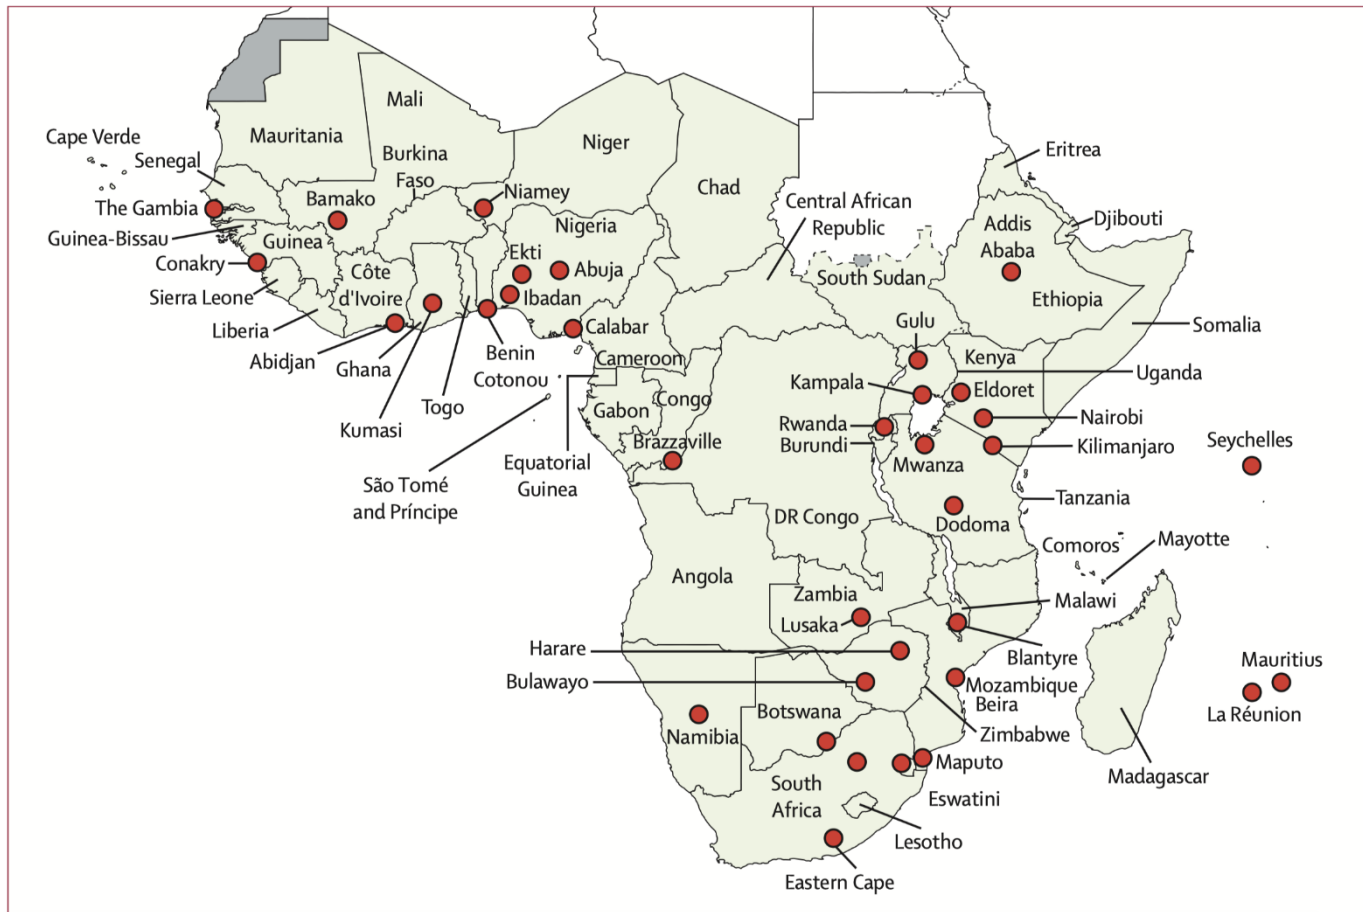 Cape Verde
Senegal
The Gambia
Guinea-Bissau
Conakry
Sierra Leone
Liberia
Abidjan
Ghana
Kumasi
Togo
São Tomé
and Príncipe
Mauritania
Mali
Burkina
Faso
Bamako
Guinea
Côte
d'Ivoire
Niger
Niamey
Nigeria
Ekti
Abuja
Ibadan
Calabar
Benin
Cotonou
Cameroon
Equatorial
Guinea
Gabon
Congo
Brazzaville
Chad
Central African
Republic
South Sudan
Eritrea
Djibouti
Addis
Ababa
Ethiopia
Somalia
Gulu
Kenya
Uganda
Kampala
Eldoret
Nairobi
Rwanda
Burundi
Kilimanjaro
Mwanza
Seychelles
Tanzania
Dodoma
DR Congo
Comoros
Mayotte
Angola
Zambia
Lusaka
Malawi
Blantyre
Harare
Bulawayo
Mozambique
Beira
Mauritius
La Réunion
Zimbabwe
Botswana
Namibia
Maputo
Madagascar
South
Africa
Eswatini
Lesotho
Eastern Cape